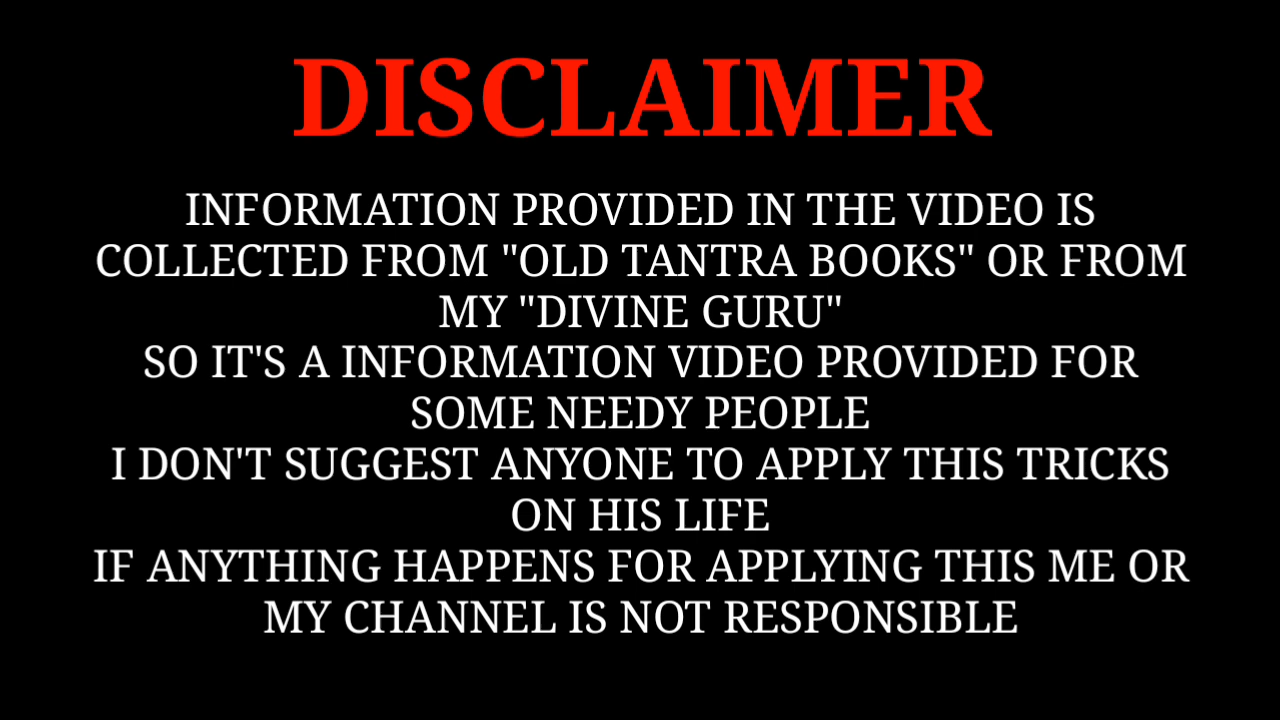 DISCLAIMER
INFORMATION PROVIDED IN THE VIDEO IS
COLLECTED FROM "OLD TANTRA BOOKS" OR FROM
MY "DIVINE GURU"
SO IT'S A INFORMATION VIDEO PROVIDED FOR
SOME NEEDY PEOPLE
I DON'T SUGGEST ANYONE TO APPLY THIS TRICKS
ON HIS LIFE
IF ANYTHING HAPPENS FOR APPLYING THIS ME OR
MY CHANNEL IS NOT RESPONSIBLE